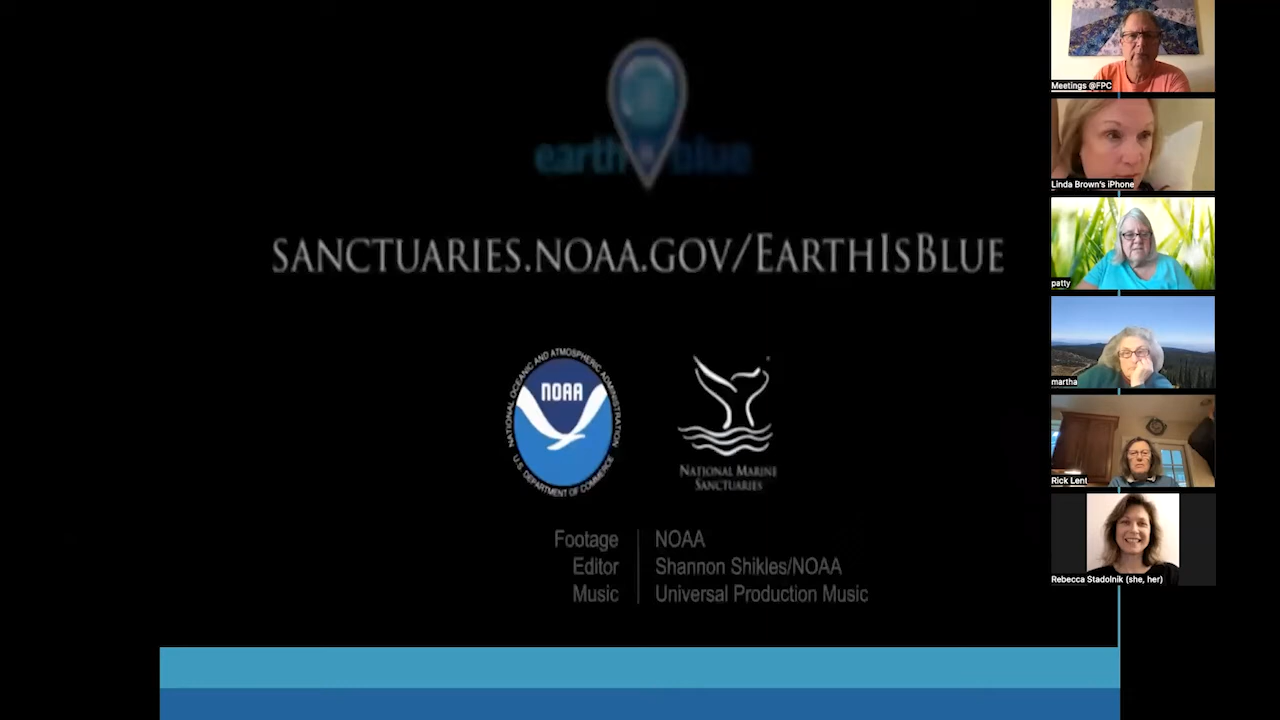 earth is blue
SANCTUARIES.NOAA.GOV/EARTHISBLUE
NATIONAL OCEANIC AND ATMOSPHERIC ADMINISTRATION
NOAA
U.S. DEPARTMENT OF COMMERCE
NATIONAL MARINE
SANCTUARIES
Footage NOAA
Editor Shannon Shikles/NOAA
Music Universal Production Music
Meetings @FPC
Linda Brown's iPhone
patty
martha
Rick Lent
Rebecca Stadolnik (she, her)